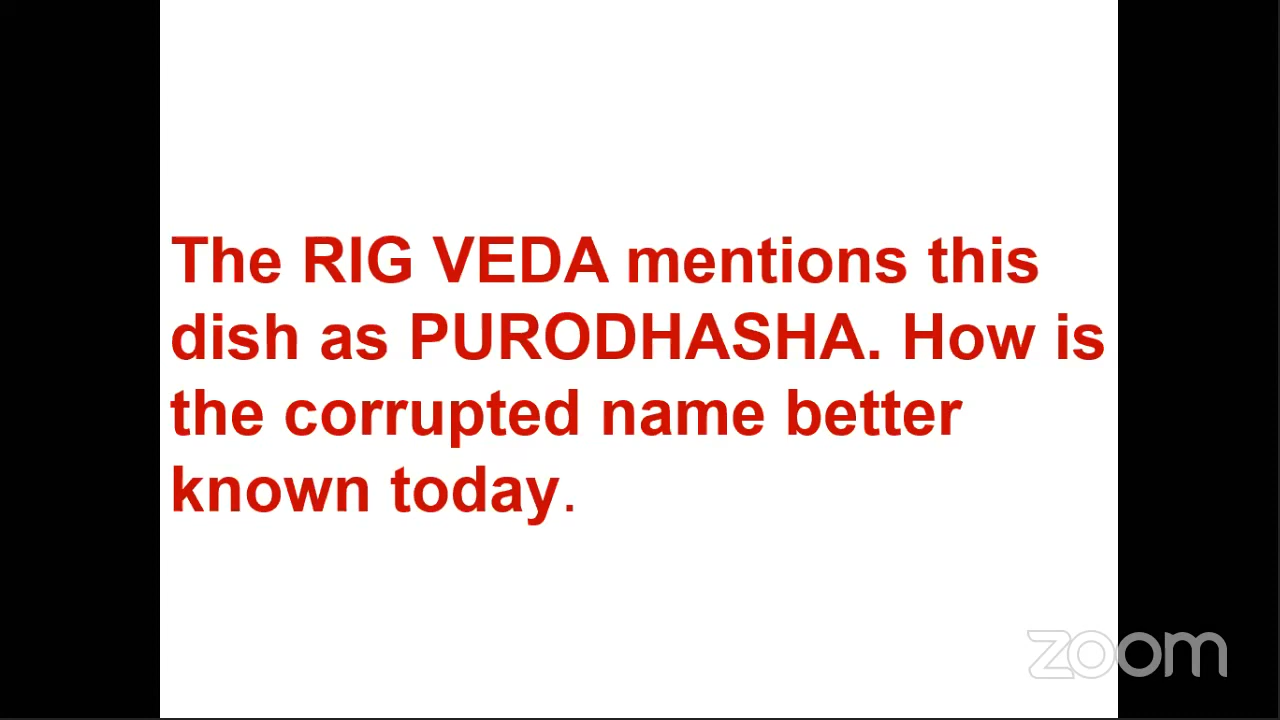 The RIG VEDA mentions this
dish as PURODHASHA. How is
the corrupted name better
known today.
zoom